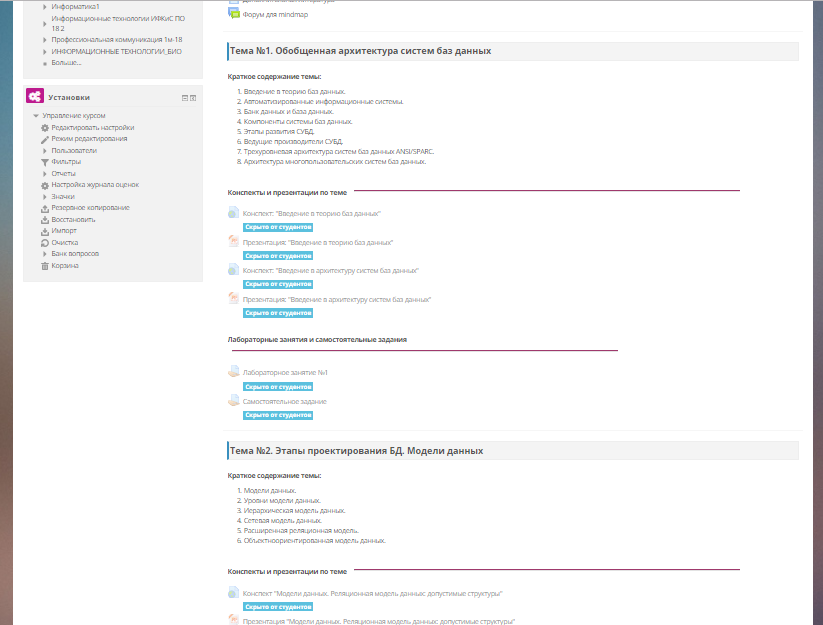 Информатика1
Информационные технологии ИФКиС ПО
18.2
Профессиональная коммуникация 1м-18
ИНФОРМАЦИОННЫЕ ТЕХНОЛОГИИ_БИО
Больше...
Установки
Управление курсом
Редактировать настройки
Режим редактирования
Пользователи
Фильтры
Отчеты
Настройка журнала оценок
Значки
Резервное копирование
Восстановить
Импорт
Очистка
Банк вопросов
Корзина
Форум для mindmap
Тема №1. Обобщенная архитектура систем баз данных
Краткое содержание темы:
1. Введение в теорию баз данных.
2. Автоматизированные информационные системы.
3. Банк данных и база данных.
4. Компоненты системы баз данных.
5. Этапы развития СУБД.
6. Ведущие производители СУБД.
7. Трехуровневая архитектура систем баз данных ANSI/SPARC.
8. Архитектура многопользовательских систем баз данных.
Конспекты и презентации по теме
Конспект: "Введение в теорию баз данных"
Скрыто от студентов
Презентация: "Введение в теорию баз данных"
Скрыто от студентов
Конспект: "Введение в архитектуру систем баз данных"
Скрыто от студентов
Презентация: "Введение в архитектуру систем баз данных"
Скрыто от студентов
Лабораторные занятия и самостоятельные задания
Лабораторное занятие №1
Скрыто от студентов
Самостоятельное задание
Скрыто от студентов
Тема №2. Этапы проектирования БД. Модели данных
Краткое содержание темы:
1. Модели данных.
2. Уровни модели данных.
3. Иерархическая модель данных.
4. Сетевая модель данных.
5. Расширенная реляционная модель.
6. Объектноориентированная модель данных.
Конспекты и презентации по теме
Конспект "Модели данных. Реляционная модель данных: допустимые структуры"
Скрыто от студентов
Презентация "Модели данных. Реляционная модель данных: допустимые структуры"